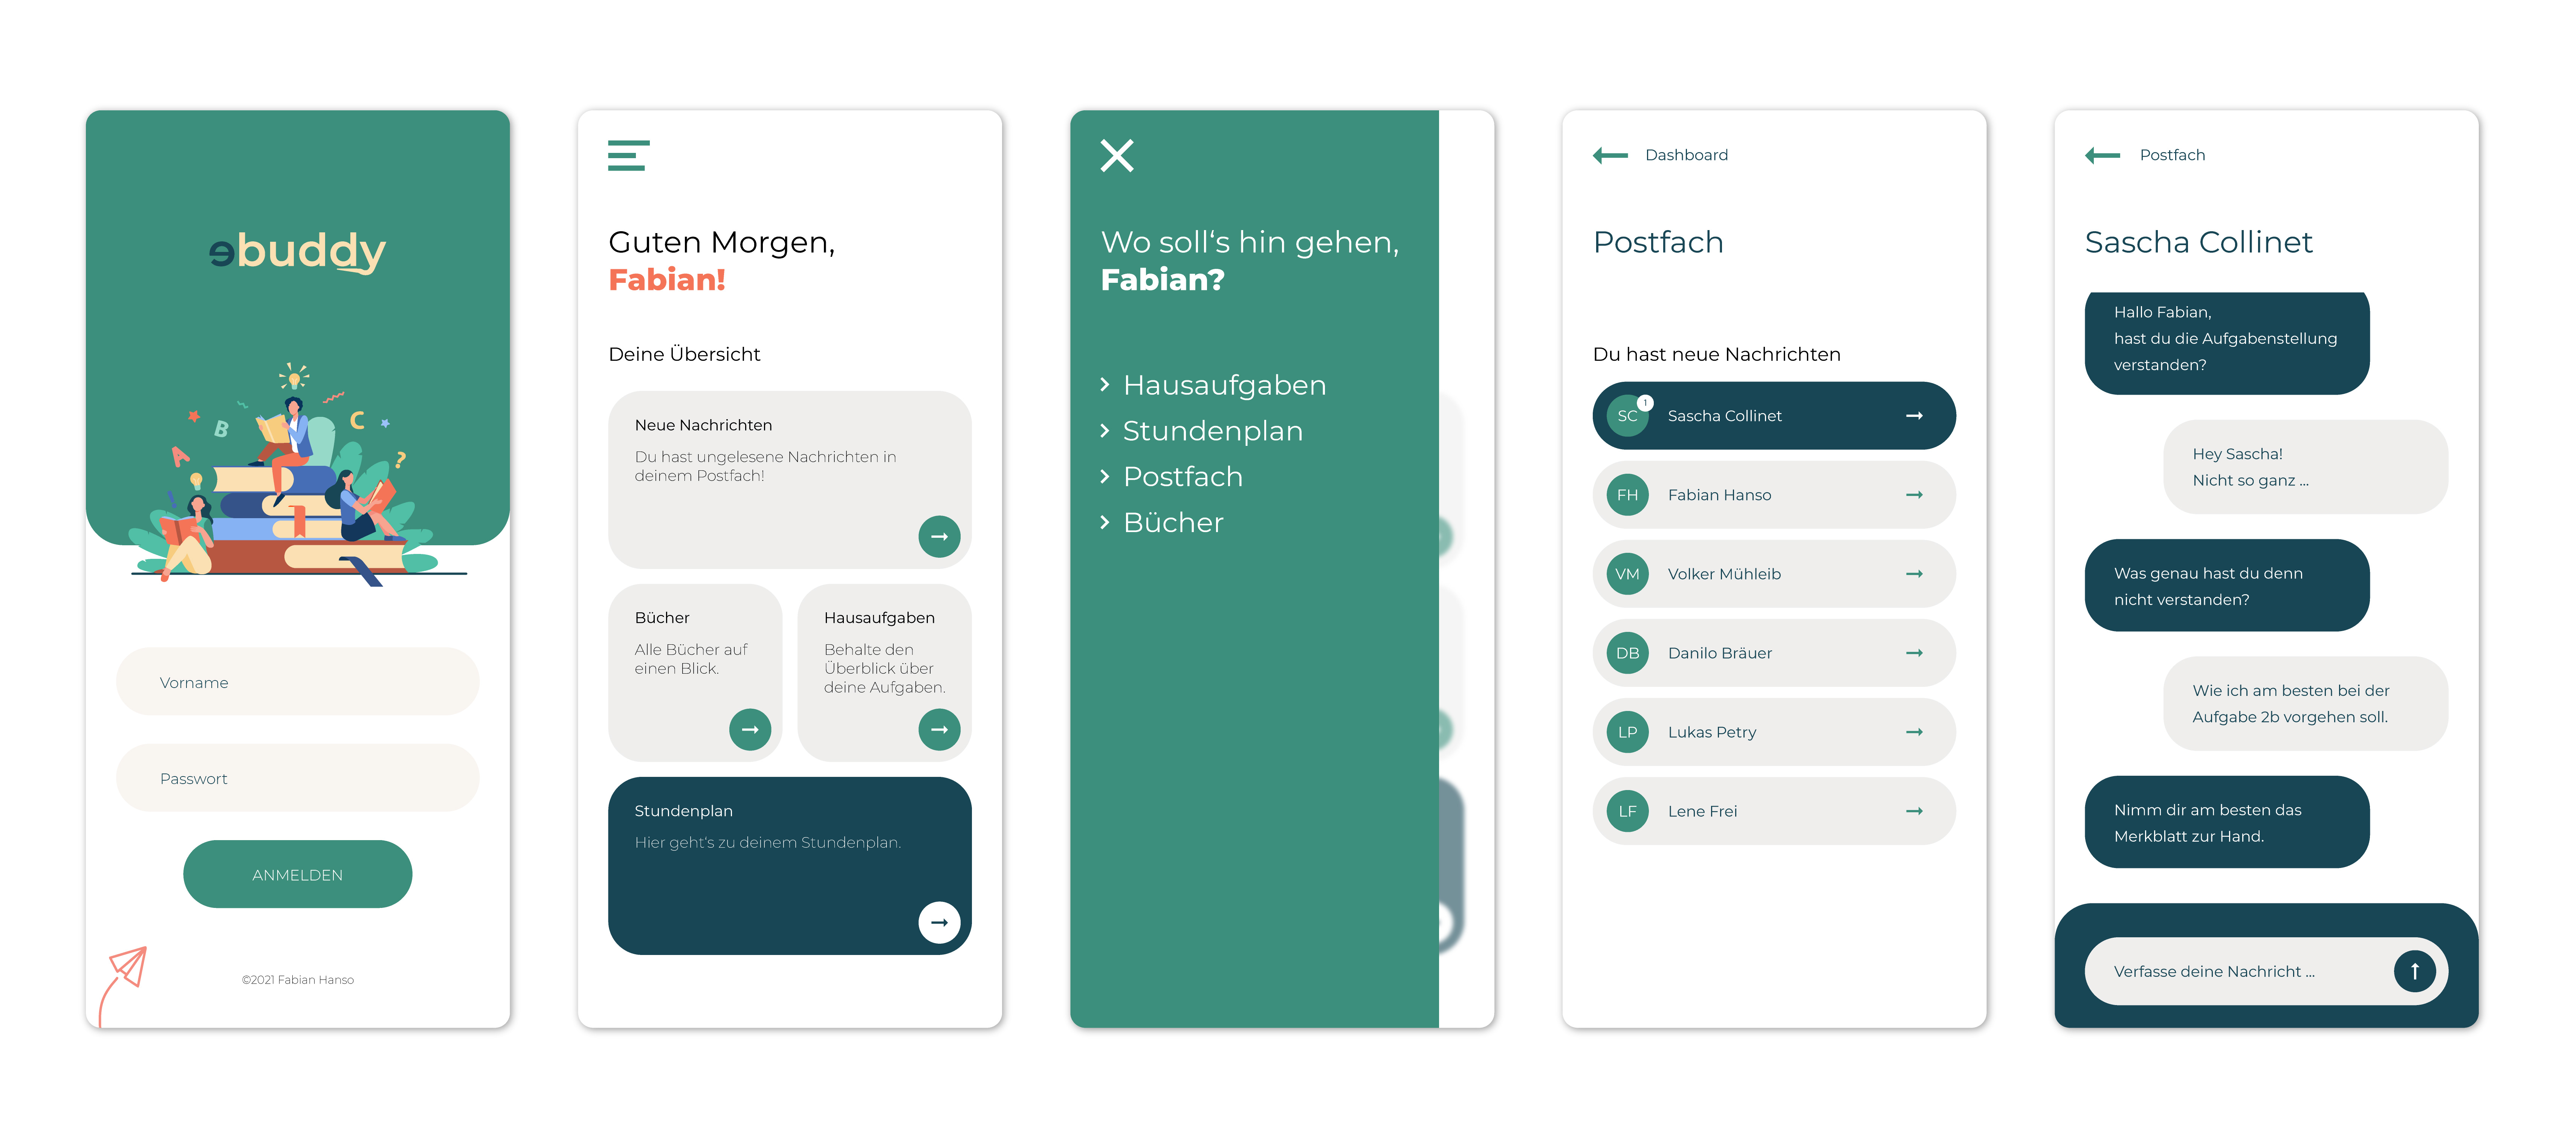 ebuddy
A
B
C
?
Vorname
Passwort
ANMELDEN
©2021 Fabian Hanso
Guten Morgen,
Fabian!
Deine Übersicht
Neue Nachrichten
Du hast ungelesene Nachrichten in
deinem Postfach!
Bücher
Alle Bücher auf
einen Blick.
Hausaufgaben
Behalte den
Überblick über
deine Aufgaben.
Stundenplan
Hier geht's zu deinem Stundenplan.
Wo soll‘s hin gehen,
Fabian?
Hausaufgaben
Stundenplan
Postfach
Bücher
Dashboard
Postfach
Du hast neue Nachrichten
SC 1 Sascha Collinet
FH Fabian Hanso
VM Volker Mühleib
DB Danilo Bräuer
LP Lukas Petry
LF Lene Frei
Postfach
Sascha Collinet
Hallo Fabian,
hast du die Aufgabenstellung
verstanden?
Hey Sascha!
Nicht so ganz ...
Was genau hast du denn
nicht verstanden?
Wie ich am besten bei der
Aufgabe 2b vorgehen soll.
Nimm dir am besten das
Merkblatt zur Hand.
Verfasse deine Nachricht ...